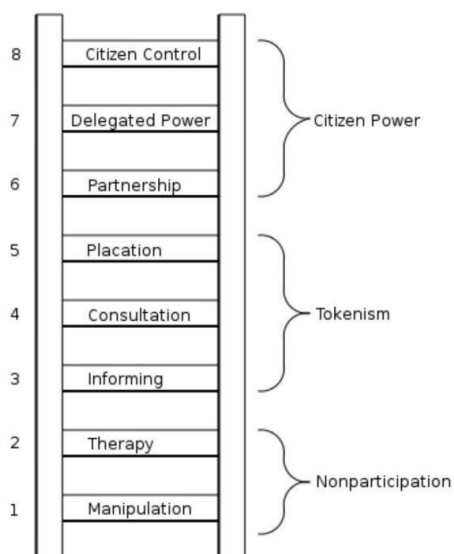 8 Citizen Control
7 Delegated Power Citizen Power
6 Partnership
5 Placation
4 Consultation Tokenism
3 Informing
2 Therapy
Nonparticipation
1 Manipulation